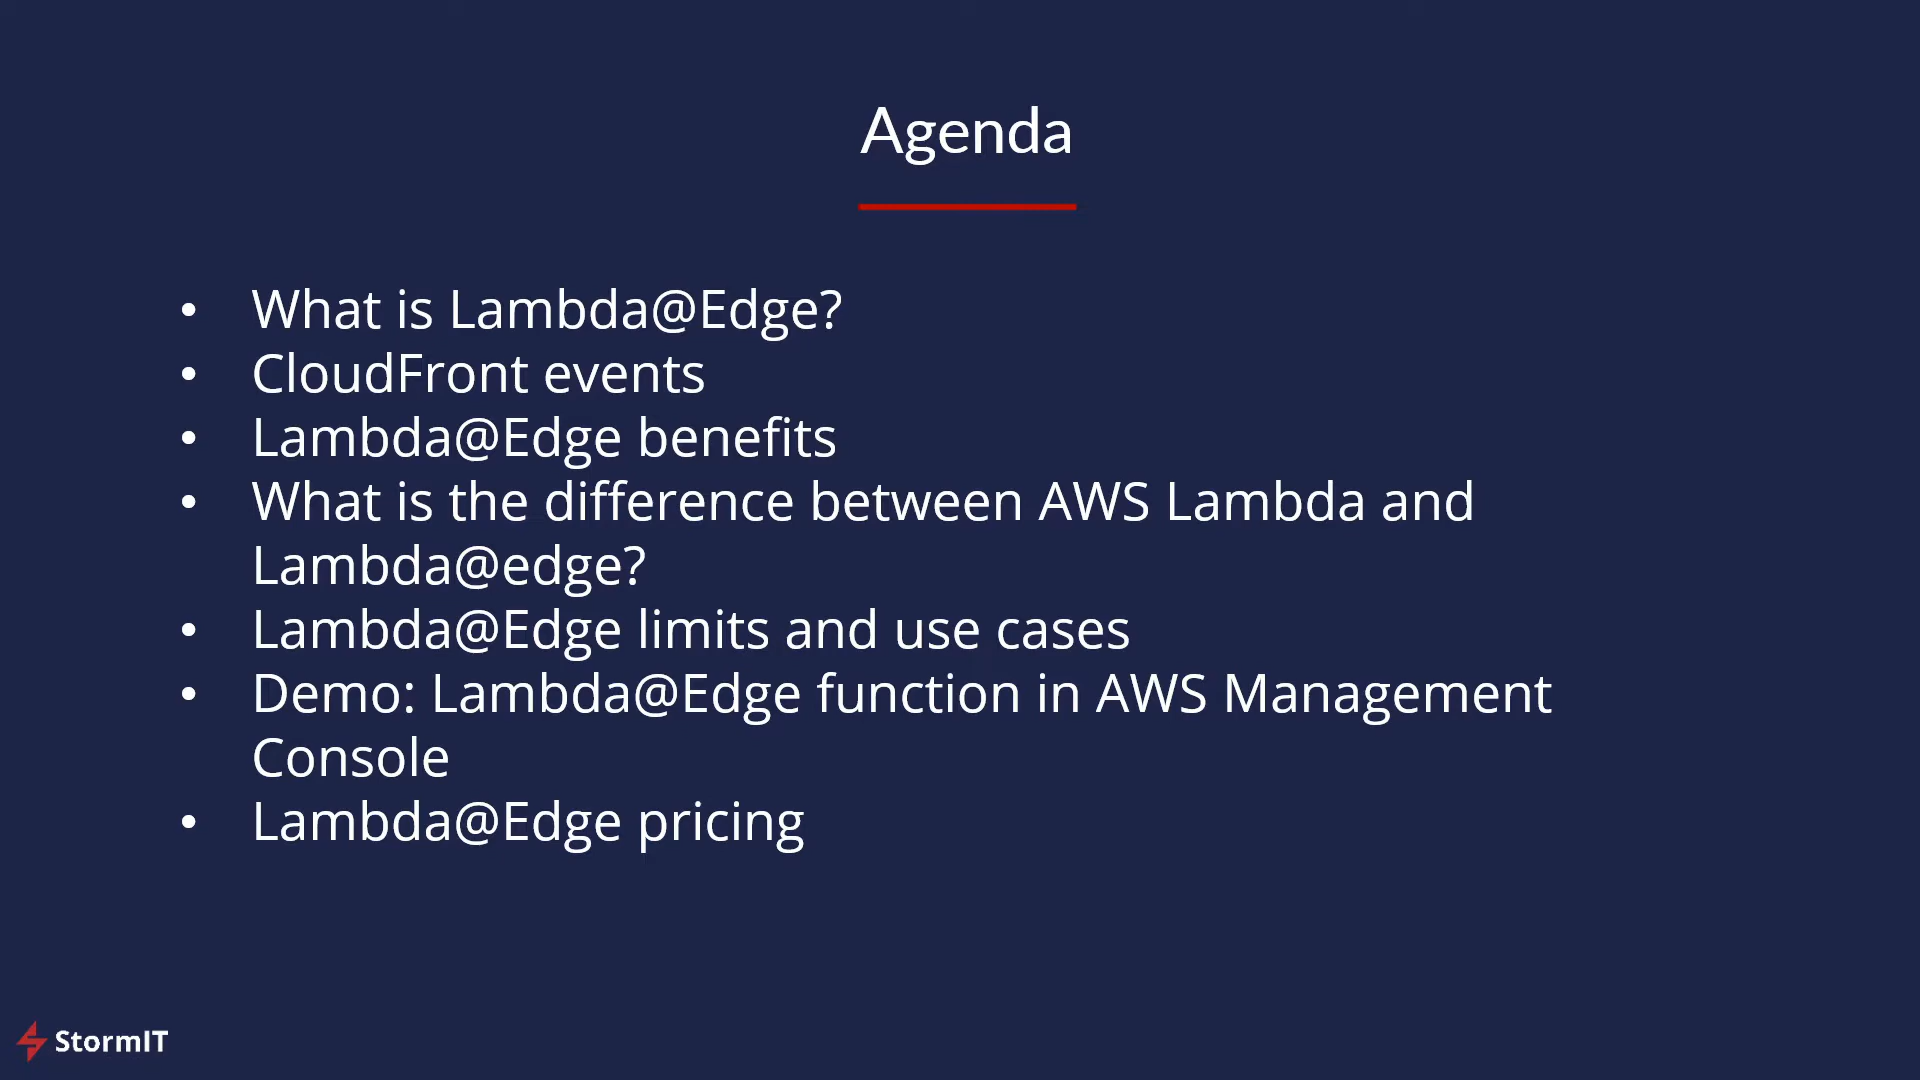 Agenda
• What is Lambda@Edge?
• CloudFront events
• Lambda@Edge benefits
• What is the difference between AWS Lambda and
Lambda@edge?
• Lambda@Edge limits and use cases
• Demo: Lambda@Edge function in AWS Management
Console
• Lambda@Edge pricing
StormIT